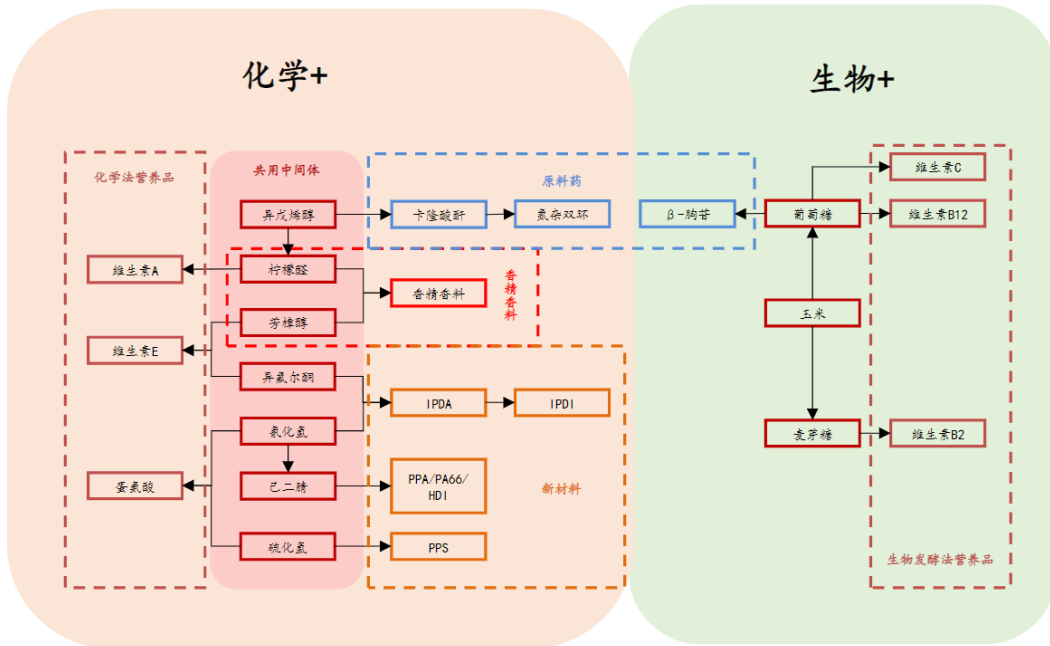 化学+
生物+
化学法营养品
共用中间体
原料药
维生素C
异戊烯醇
卡隆酸酐
氮杂双环
β-胸苷
葡萄糖
维生素B12
维生素A
柠檬醛
香精香料
香精香料
玉米
芳樟醇
维生素E
异氟尔酮
IPDA
IPDI
氰化氢
麦芽糖
维生素B2
蛋氨酸
己二腈
PPA/PA66/
HDI
新材料
硫化氢
PPS
生物发酵法营养品